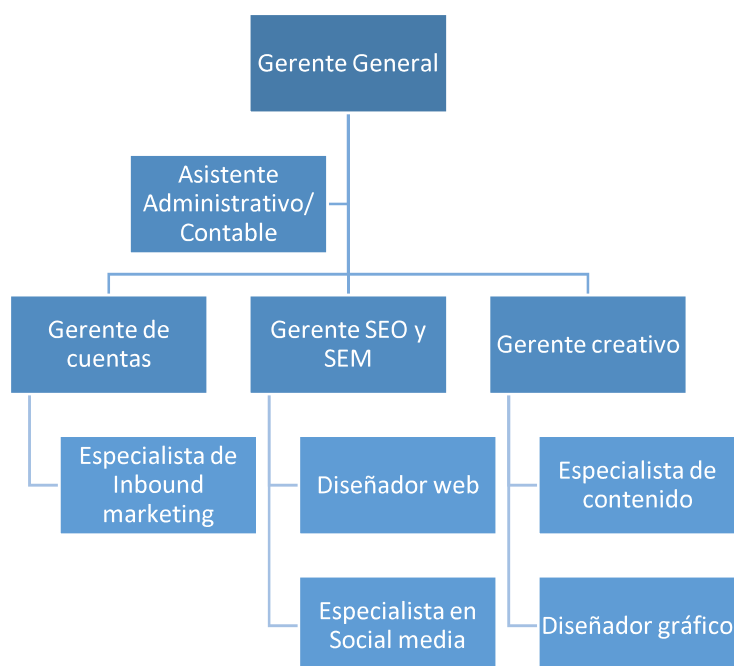 Gerente General
Asistente
Administrativo/
Contable
Gerente de
cuentas
Gerente SEO y
SEM
Gerente creativo
Especialista de
Inbound
marketing
Diseñador web
Especialista de
contenido
Especialista en
Social media
Diseñador gráfico